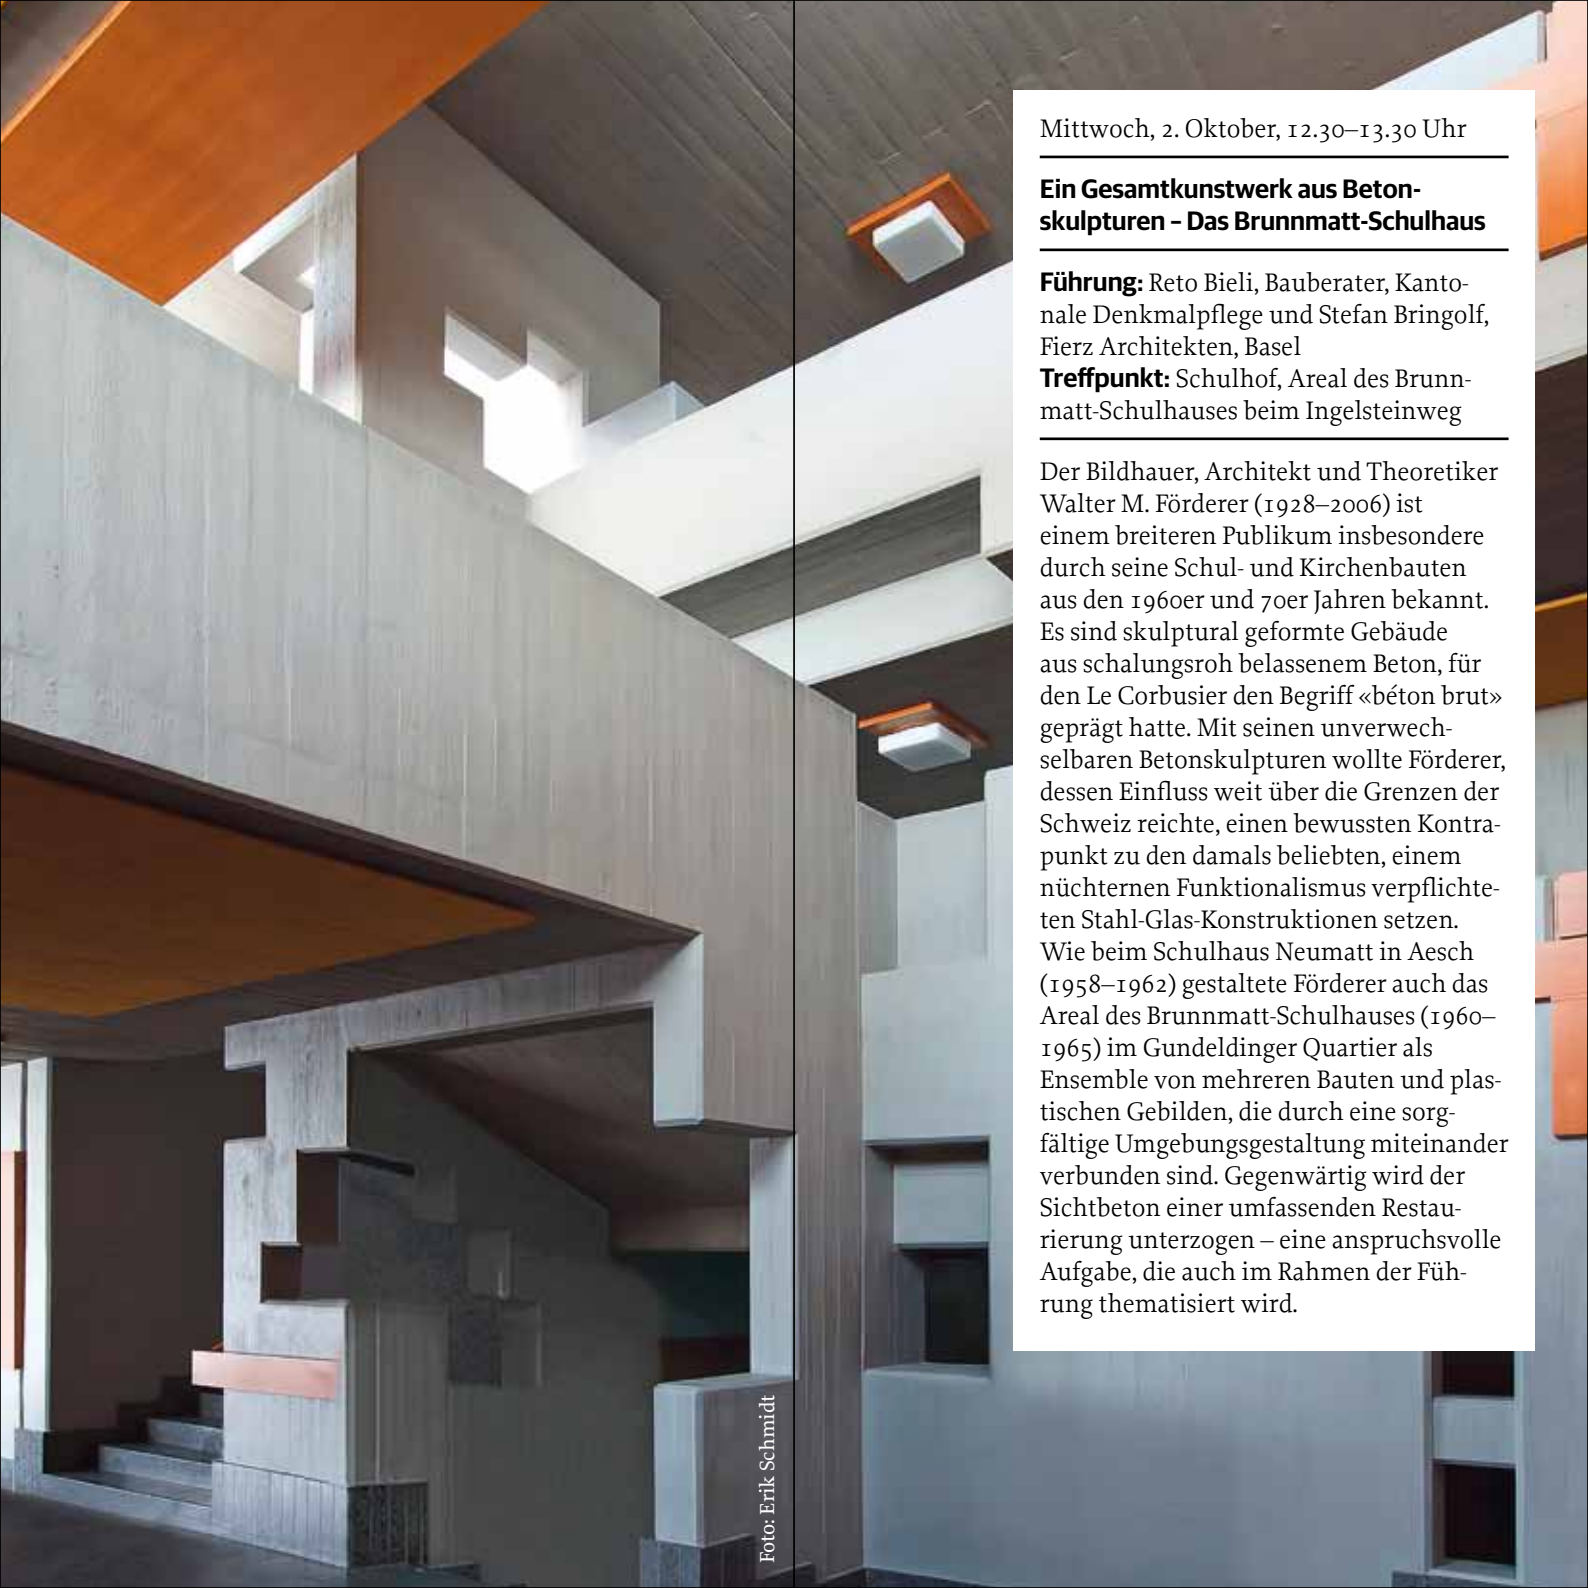 Mittwoch, 2. Oktober, 12.30–13.30 Uhr
Ein Gesamtkunstwerk aus Beton-
skulpturen – Das Brunnmatt-Schulhaus
Führung: Reto Bieli, Bauberater, Kanto-
nale Denkmalpflege und Stefan Bringolf,
Fierz Architekten, Basel
Treffpunkt: Schulhof, Areal des Brunn-
matt-Schulhauses beim Ingelsteinweg
Der Bildhauer, Architekt und Theoretiker
Walter M. Förderer (1928–2006) ist
einem breiteren Publikum insbesondere
durch seine Schul- und Kirchenbauten
aus den 1960er und 70er Jahren bekannt.
Es sind skulptural geformte Gebäude
aus schalungsroh belassenem Beton, für
den Le Corbusier den Begriff «béton brut»
geprägt hatte. Mit seinen unverwech-
selbaren Betonskulpturen wollte Förderer,
dessen Einfluss weit über die Grenzen der
Schweiz reichte, einen bewussten Kontra-
punkt zu den damals beliebten, einem
nüchternen Funktionalismus verpflichte-
ten Stahl-Glas-Konstruktionen setzen.
Wie beim Schulhaus Neumatt in Aesch
(1958–1962) gestaltete Förderer auch das
Areal des Brunnmatt-Schulhauses (1960–
1965) im Gundeldinger Quartier als
Ensemble von mehreren Bauten und plas-
tischen Gebilden, die durch eine sorg-
fältige Umgebungsgestaltung miteinander
verbunden sind. Gegenwärtig wird der
Sichtbeton einer umfassenden Restau-
rierung unterzogen – eine anspruchsvolle
Aufgabe, die auch im Rahmen der Füh-
rung thematisiert wird.
Foto: Erik Schmidt